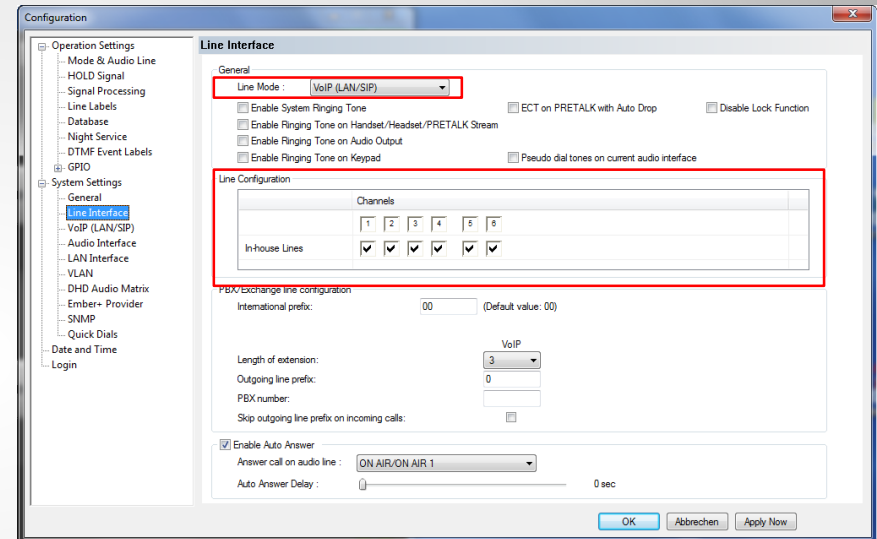 Configuration
Operation Settings
Mode & Audio Line
HOLD Signal
Signal Processing
Line Labels
Database
Night Service
DTMF Event Labels
GPIO
System Settings
General
Line Interface
VoIP (LAN/SIP)
Audio Interface
LAN Interface
VLAN
DHD Audio Matrix
Ember+ Provider
SNMP
Quick Dials
Date and Time
Login
Line Interface
General
Line Mode : VoIP (LAN/SIP)
Enable System Ringing Tone ECT on PRETALK with Auto Drop Disable Lock Function
Enable Ringing Tone on Handset/Headset/PRETALK Stream
Enable Ringing Tone on Audio Output
Enable Ringing Tone on Keypad Pseudo dial tones on current audio interface
Line Configuration
Channels
1 2 3 4 5 6
In-house Lines
PBX/Exchange line configuration
International prefix: 00 (Default value: 00)
VoIP
Length of extension: 3
Outgoing line prefix: 0
PBX number:
Skip outgoing line prefix on incoming calls:
Enable Auto Answer
Answer call on audio line : ON AIR/ON AIR 1
Auto Answer Delay : 0 sec
OK Abbrechen Apply Now